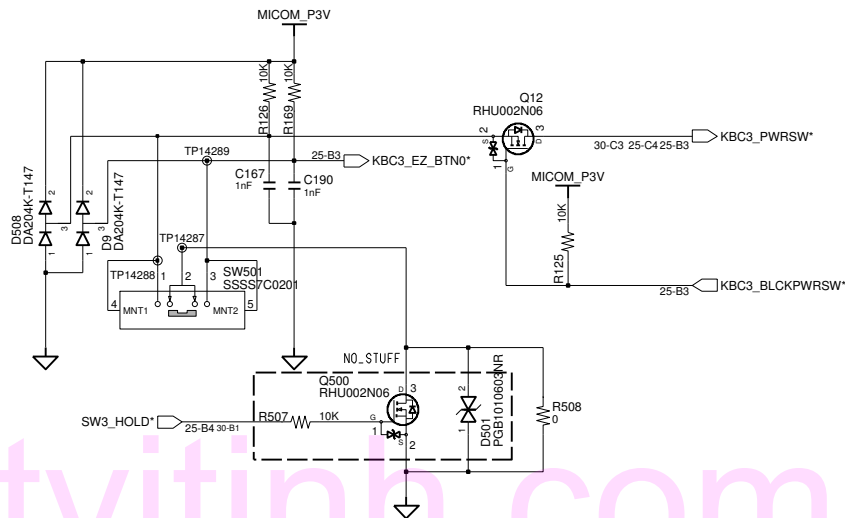 MICOM_P3V
10K
R126
10K
R169
Q12
RHU002N06
2
3
S
D
1
G
30-C3 25-C4 25-B3
KBC3_PWRSW*
TP14289
25-B3
KBC3_EZ_BTN0*
MICOM_P3V
10K
R125
25-B3
KBC3_BLCKPWRSW*
C167
1nF
C190
1nF
D508
DA204K-T147
2
3
1
D9
DA204K-T147
2
3
1
TP14287
TP14288
1
2
3
SW501
SSSS7C0201
4
MNT1
MNT2
5
NO_STUFF
Q500
RHU002N06
D
3
G
1
S
2
SW3_HOLD*
25-B4 30-B1
R507
10K
2
1
D501
PGB1010603NR
R508
0
tvitinh.com